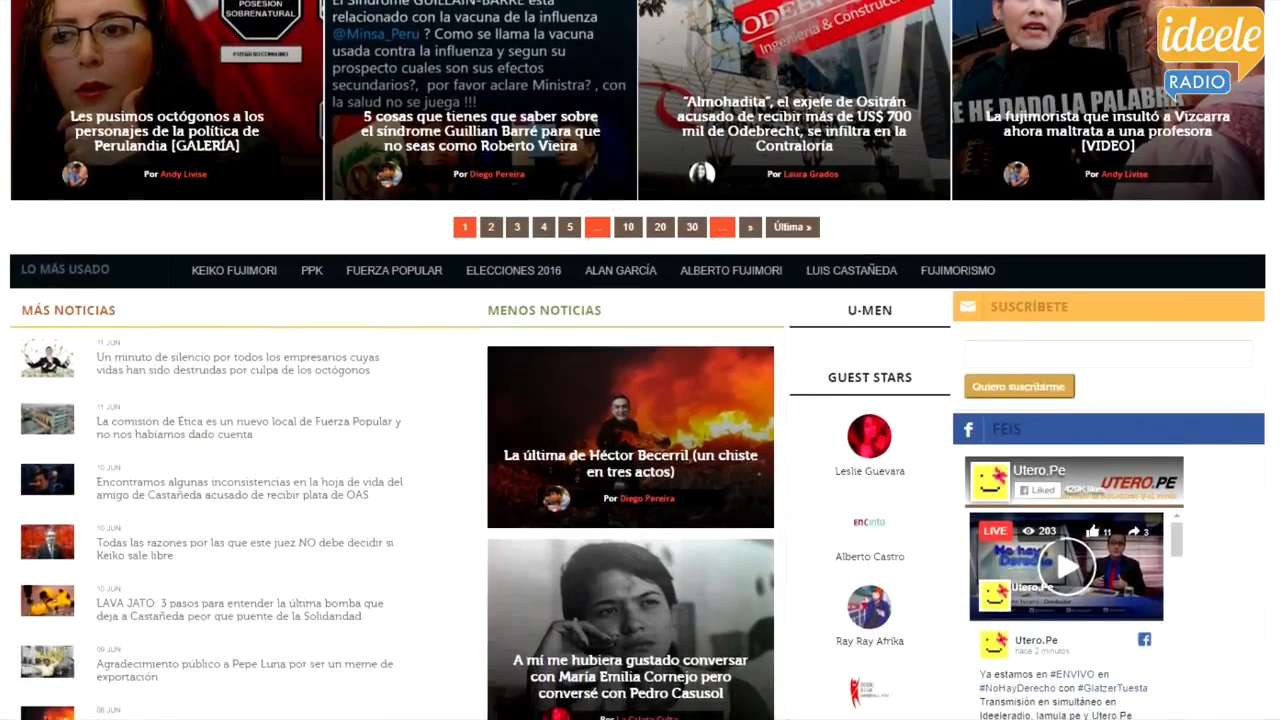 POSESIÓN
SOBRENATURAL
Les pusimos octógonos a los
personajes de la política de
Perulandia [GALERÍA]
Por Andy Livise
El síndrome GUILLAIN-BARRÉ está
relacionado con la vacuna de la influenza
@Minsa_Peru ? Como se llama la vacuna
usada contra la influenza y segun su
prospecto cuales son sus efectos
secundarios?, por favor aclare Ministra? , con
la salud no se juega !!!
5 cosas que tienes que saber sobre
el síndrome Guillian Barré para que
no seas como Roberto Vieira
Por Diego Pereira
ODEBRECHT
Ingeniería & Construcción
"Almohadita", el exjefe de Ositrán
acusado de recibir más de US$ 700
mil de Odebrecht, se infiltra en la
Contraloría
Por Laura Grados
ideele
RADIO
HE DADO LA PALABRA
La fujimorista que insultó a Vizcarra
ahora maltrata a una profesora
[VIDEO]
Por Andy Livise
1 2 3 4 5 ... 10 20 30 ... » Última »
LO MÁS USADO KEIKO FUJIMORI PPK FUERZA POPULAR ELECCIONES 2016 ALAN GARCÍA ALBERTO FUJIMORI LUIS CASTAÑEDA FUJIMORISMO
MÁS NOTICIAS
11 JUN
Un minuto de silencio por todos los empresarios cuyas
vidas han sido destruidas por culpa de los octógonos
11 JUN
La comisión de Ética es un nuevo local de Fuerza Popular y
no nos habíamos dado cuenta
10 JUN
Encontramos algunas inconsistencias en la hoja de vida del
amigo de Castañeda acusado de recibir plata de OAS
10 JUN
Todas las razones por las que este juez NO debe decidir si
Keiko sale libre
10 JUN
LAVA JATO: 3 pasos para entender la última bomba que
deja a Castañeda peor que puente de la Solidaridad
09 JUN
Agradecimiento público a Pepe Luna por ser un meme de
exportación
08 JUN
MENOS NOTICIAS
La última de Héctor Becerril (un chiste
en tres actos)
Por Diego Pereira
A mí me hubiera gustado conversar
con María Emilia Cornejo pero
conversé con Pedro Casusol
Por La Caleta Culta
U-MEN
GUEST STARS
Leslie Guevara
ENCinta
Alberto Castro
Ray Ray Afrika
SUSCRÍBETE
Quiero suscribirme
FEIS
Utero.Pe
Liked 429K likes
UTERO.PE
LIVE 203 11 3
No hay
Derecho
Utero.Pe
Utero.Pe
hace 2 minutos
Ya estamos en #ENVIVO en
#NoHayDerecho con #GlatzerTuesta
Transmisión en simultáneo en
Ideeleradio, lamula.pe y Utero.Pe